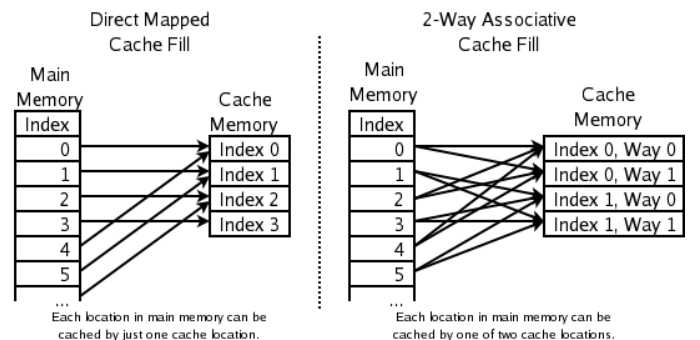 Direct Mapped
Cache Fill
Main
Memory
Index
0
1
2
3
4
5
...
Cache
Memory
Index 0
Index 1
Index 2
Index 3
Each location in main memory can be
cached by just one cache location.
2-Way Associative
Cache Fill
Main
Memory
Index
0
1
2
3
4
5
...
Cache
Memory
Index 0, Way 0
Index 0, Way 1
Index 1, Way 0
Index 1, Way 1
Each location in main memory can be
cached by one of two cache locations.